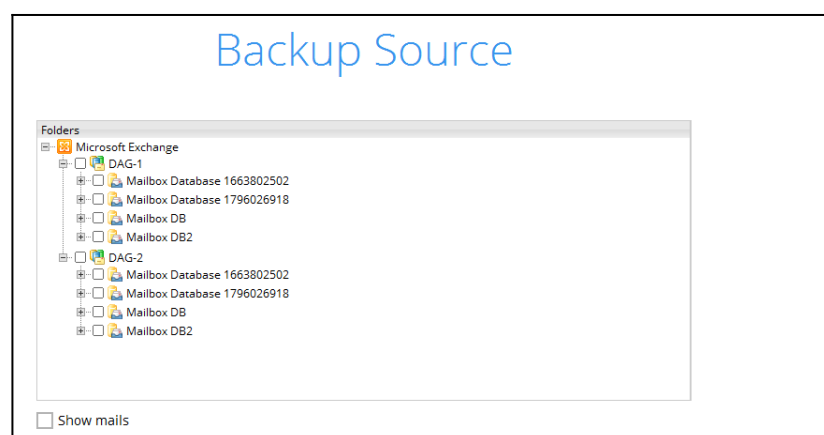 Backup Source
Folders
Microsoft Exchange
DAG-1
Mailbox Database 1663802502
Mailbox Database 1796026918
Mailbox DB
Mailbox DB2
DAG-2
Mailbox Database 1663802502
Mailbox Database 1796026918
Mailbox DB
Mailbox DB2
Show mails